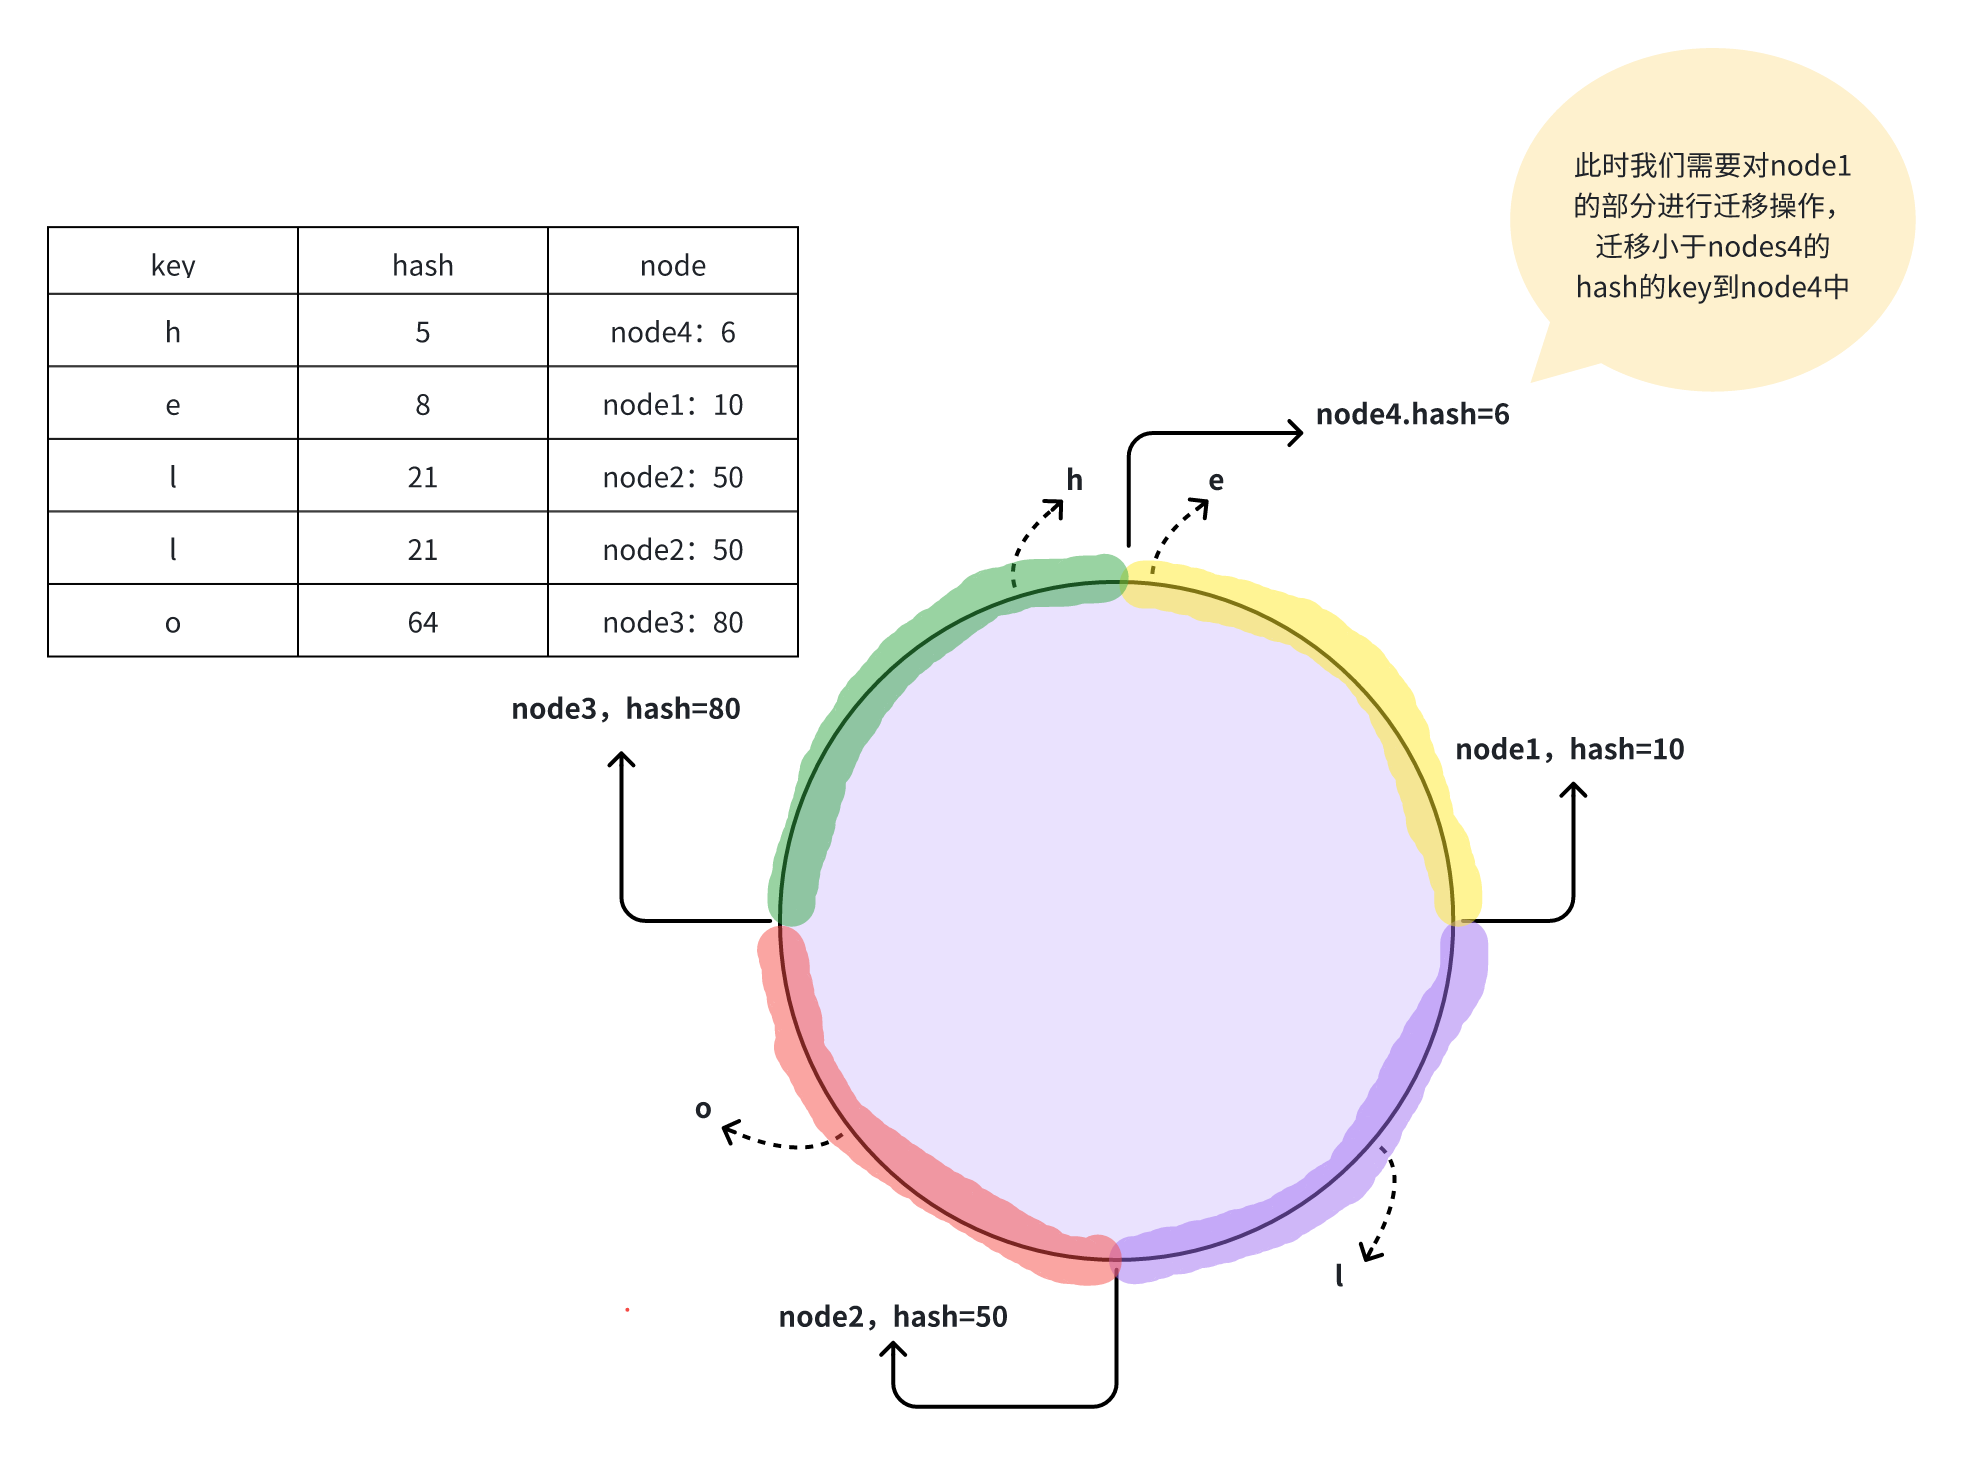 此时我们需要对node1
的部分进行迁移操作，
迁移小于nodes4的
hash的key到node4中
key hash node
h 5 node4：6
e 8 node1：10
l 21 node2：50
l 21 node2：50
o 64 node3：80
node4.hash=6
h
e
node3，hash=80
node1，hash=10
o
l
node2，hash=50